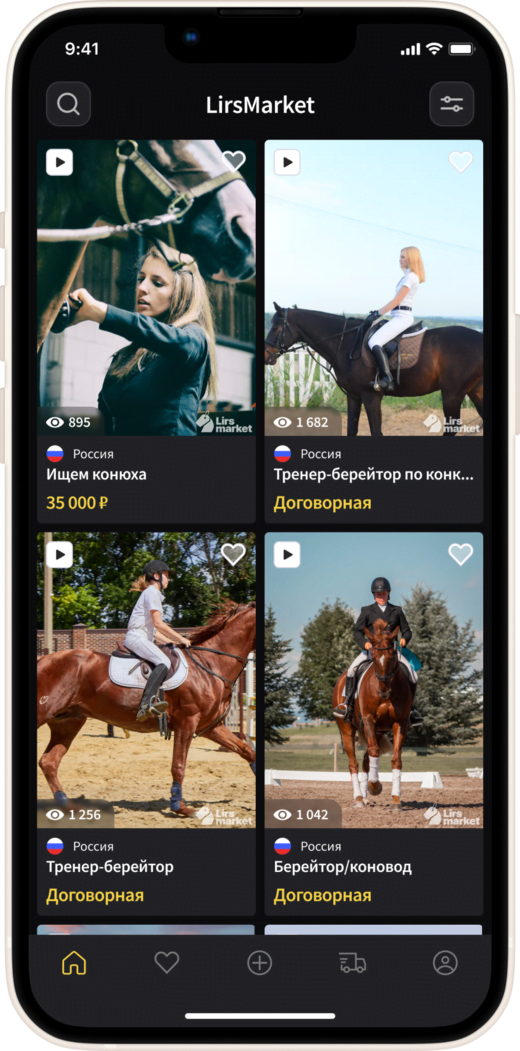 9:41
LirsMarket
895
Lirs
market
1 682
Lirs
market
Россия
Ищем конюха
35 000 ₽
Россия
Тренер-берейтор по конк...
Договорная
1 256
Lirs
market
1 042
Lirs
market
Россия
Тренер-берейтор
Договорная
Россия
Берейтор/коновод
Договорная